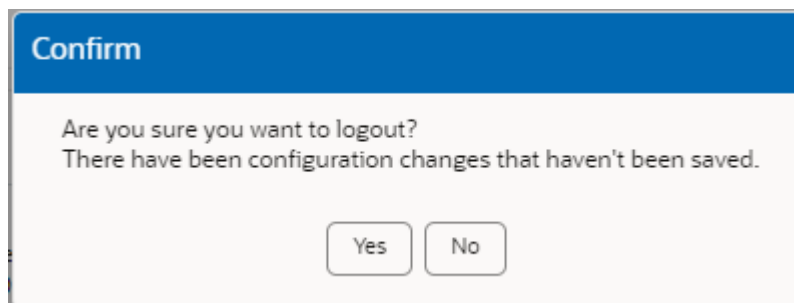 Confirm
Are you sure you want to logout?
There have been configuration changes that haven't been saved.
Yes No